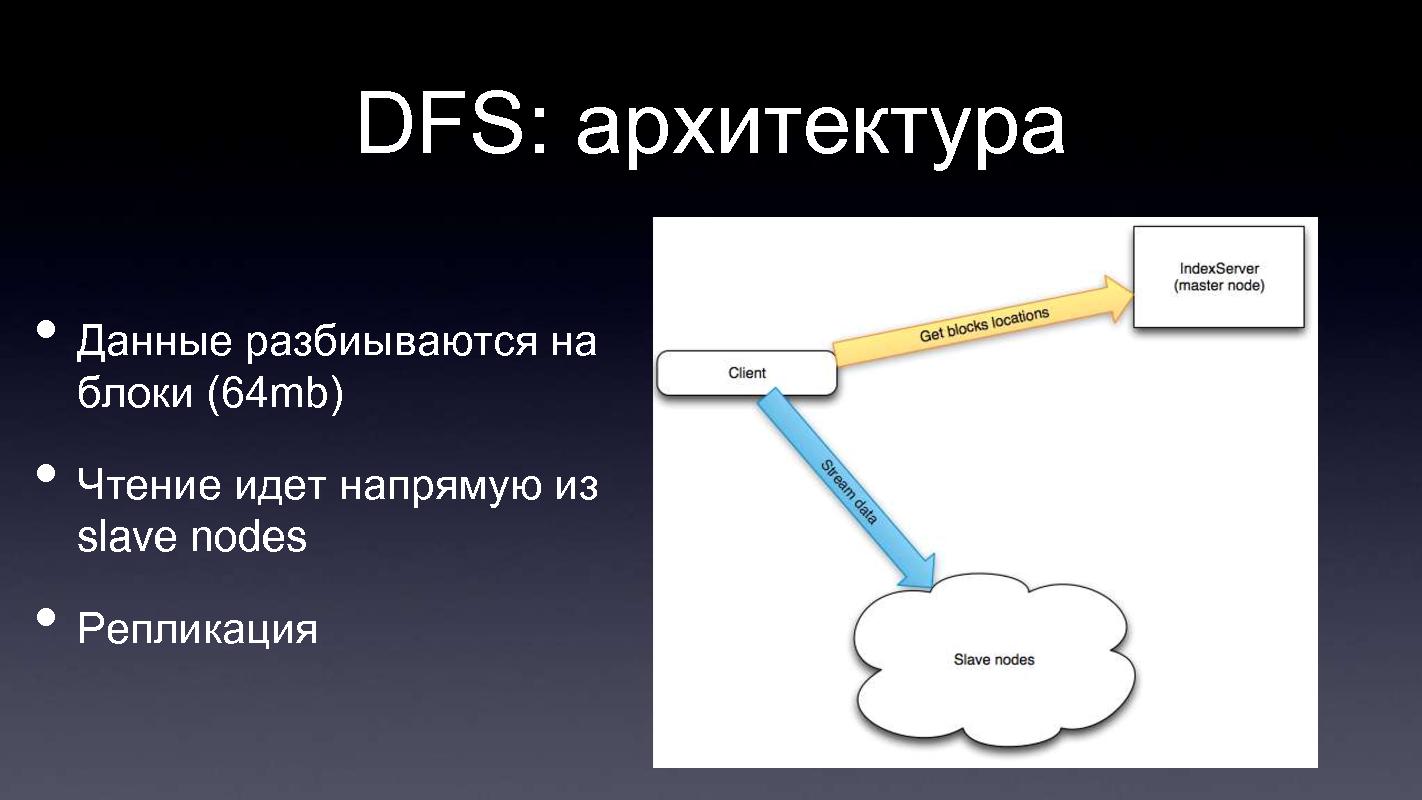 DFS: архитектура
• Данные разбиываются на
блоки (64mb)
• Чтение идет напрямую из
slave nodes
• Репликация
IndexServer
(master node)
Get blocks locations
Client
Stream data
Slave nodes